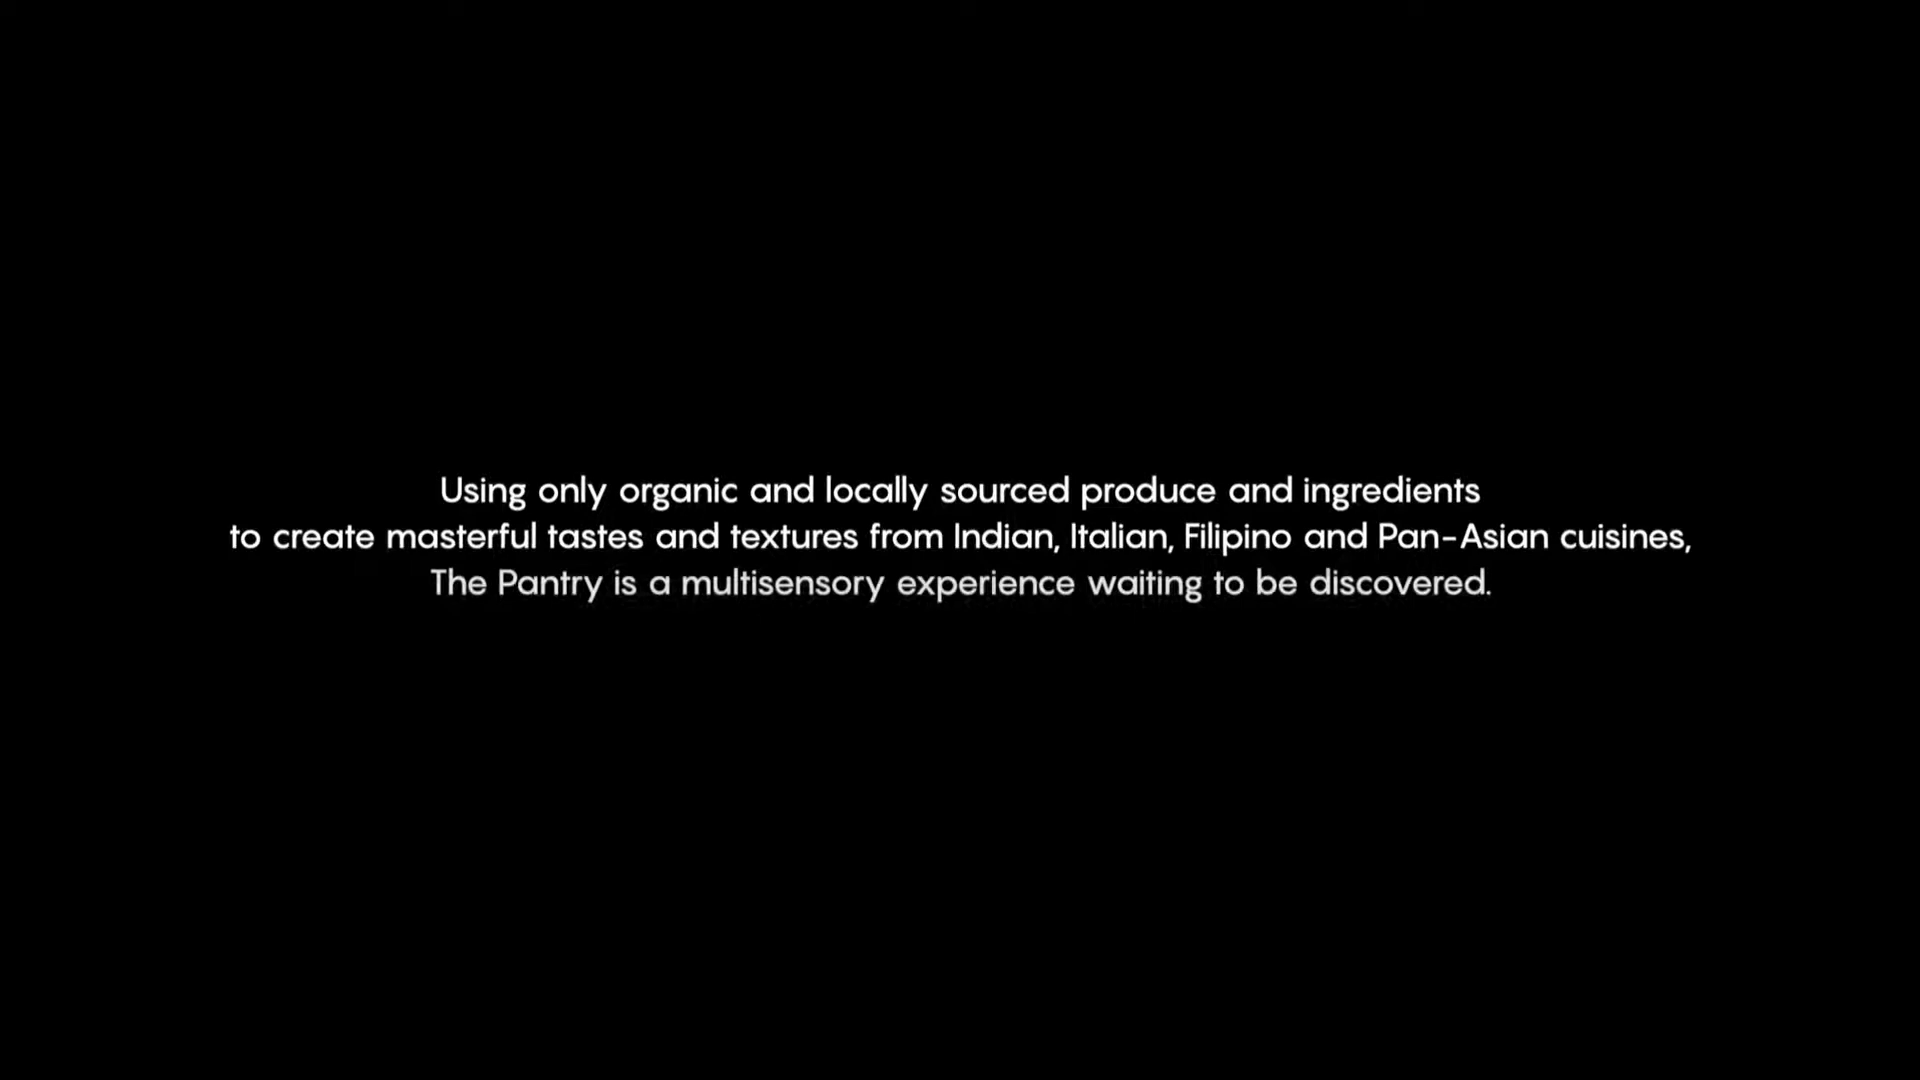 Using only organic and locally sourced produce and ingredients
to create masterful tastes and textures from Indian, Italian, Filipino and Pan-Asian cuisines,
The Pantry is a multisensory experience waiting to be discovered.